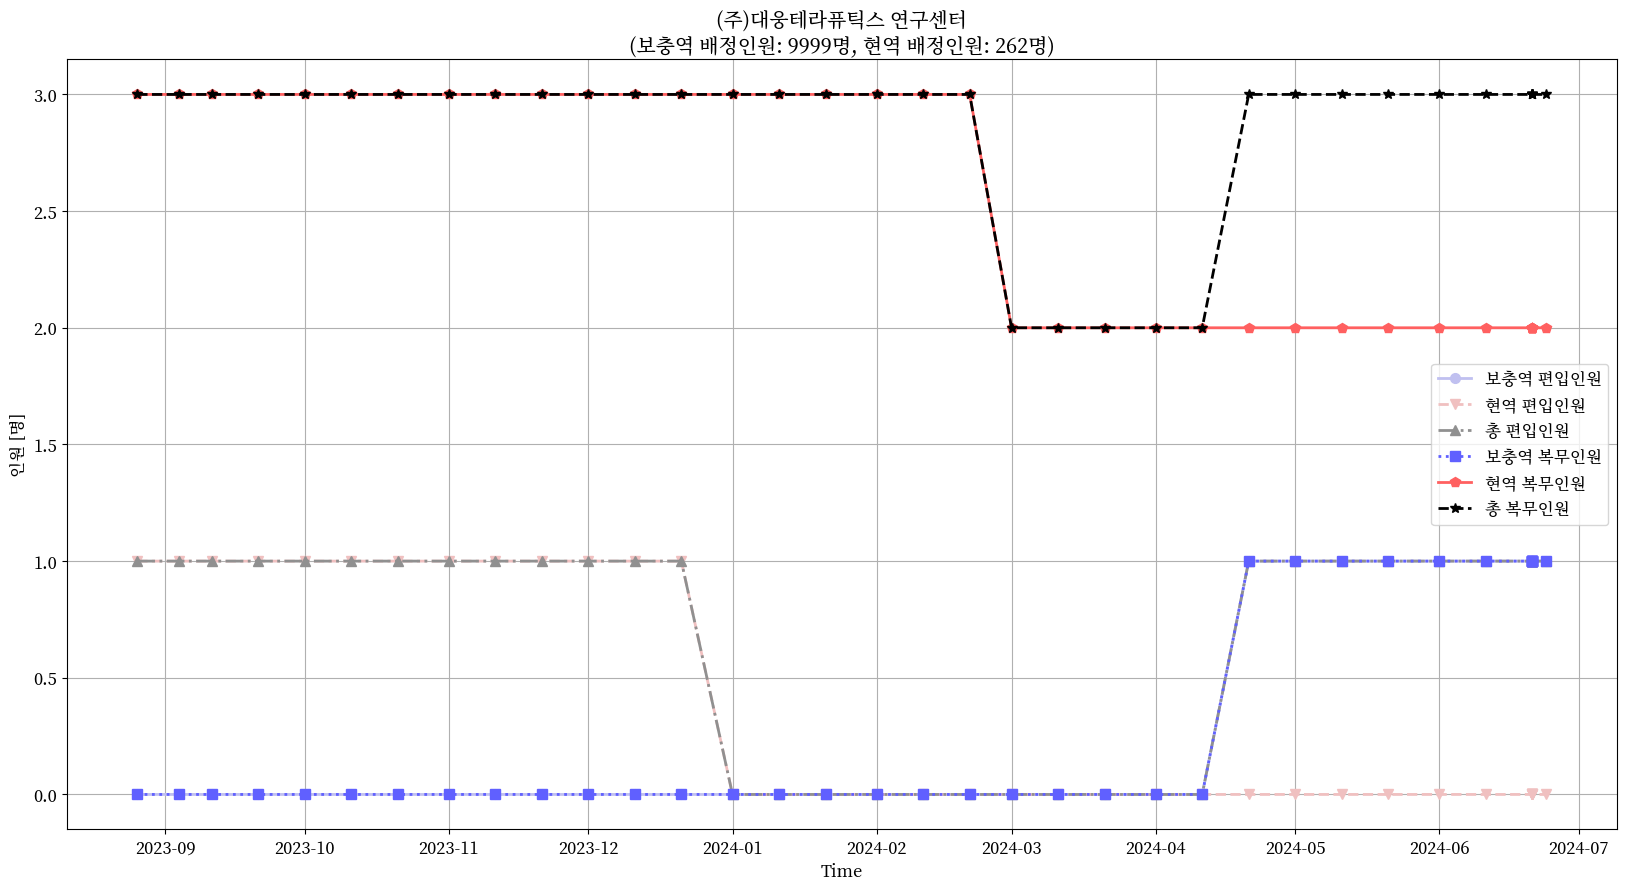 (주)대웅테라퓨틱스 연구센터
(보충역 배정인원: 9999명, 현역 배정인원: 262명)
3.0
2.5
2.0
1.5
1.0
0.5
0.0
인원 [명]
보충역 편입인원
현역 편입인원
총 편입인원
보충역 복무인원
현역 복무인원
총 복무인원
2023-09 2023-10 2023-11 2023-12 2024-01 2024-02 2024-03 2024-04 2024-05 2024-06 2024-07
Time